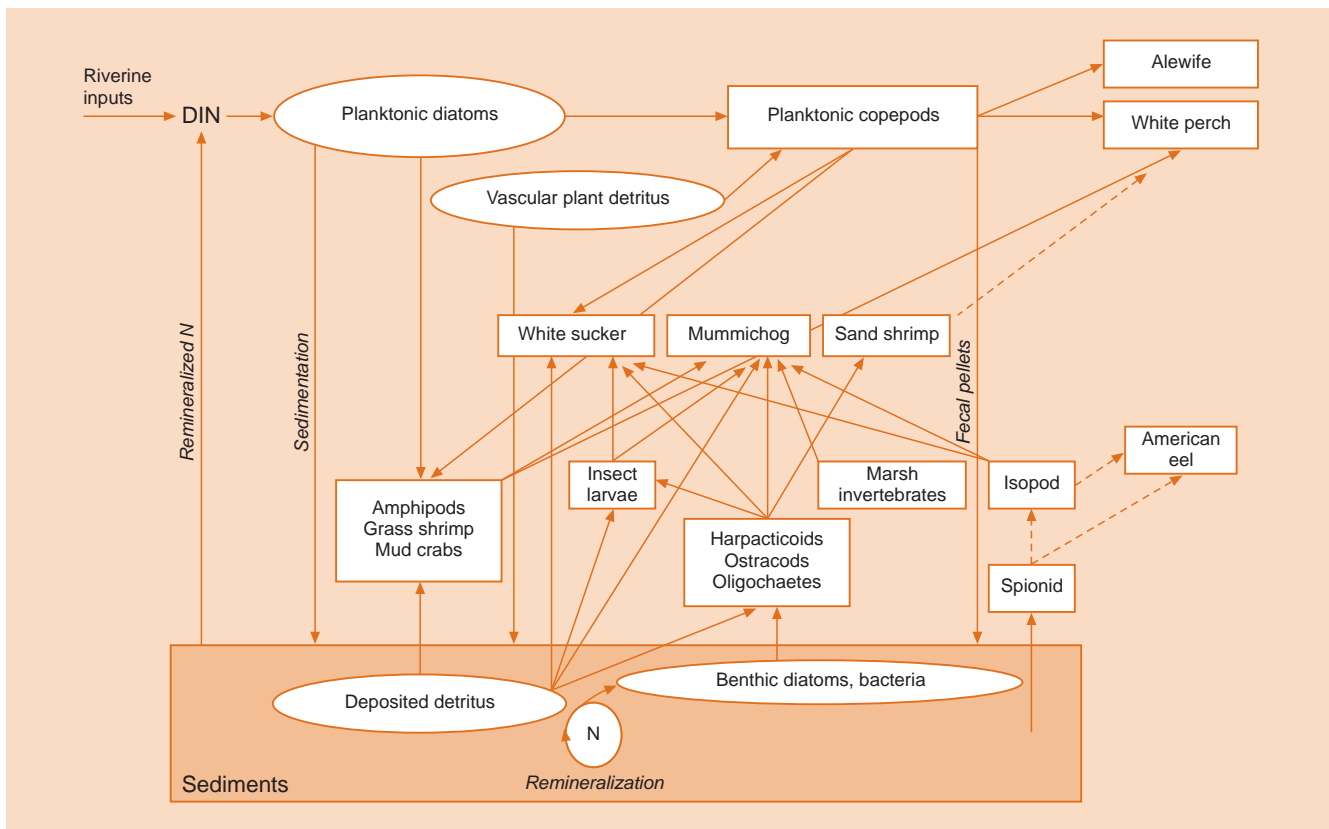 Riverine
inputs
DIN
Planktonic diatoms
Planktonic copepods
Alewife
White perch
Vascular plant detritus
Remineralized N
Sedimentation
White sucker
Mummichog
Sand shrimp
Fecal pellets
American
eel
Amphipods
Grass shrimp
Mud crabs
Insect
larvae
Marsh
invertebrates
Isopod
Harpacticoids
Ostracods
Oligochaetes
Spionid
Deposited detritus
Benthic diatoms, bacteria
N
Remineralization
Sediments